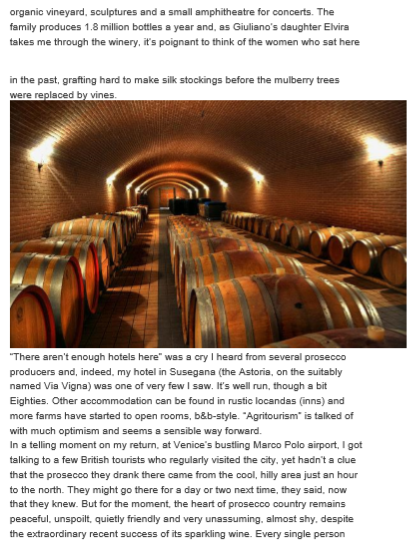 organic vineyard, sculptures and a small amphitheatre for concerts. The
family produces 1.8 million bottles a year and, as Giuliano’s daughter Elvira
takes me through the winery, it’s poignant to think of the women who sat here
in the past, grafting hard to make silk stockings before the mulberry trees
were replaced by vines.
“There aren’t enough hotels here” was a cry I heard from several prosecco
producers and, indeed, my hotel in Susegana (the Astoria, on the suitably
named Via Vigna) was one of very few I saw. It’s well run, though a bit
Eighties. Other accommodation can be found in rustic locandas (inns) and
more farms have started to open rooms, b&b-style. “Agritourism” is talked of
with much optimism and seems a sensible way forward.
In a telling moment on my return, at Venice’s bustling Marco Polo airport, I got
talking to a few British tourists who regularly visited the city, yet hadn’t a clue
that the prosecco they drank there came from the cool, hilly area just an hour
to the north. They might go there for a day or two next time, they said, now
that they knew. But for the moment, the heart of prosecco country remains
peaceful, unspoilt, quietly friendly and very unassuming, almost shy, despite
the extraordinary recent success of its sparkling wine. Every single person